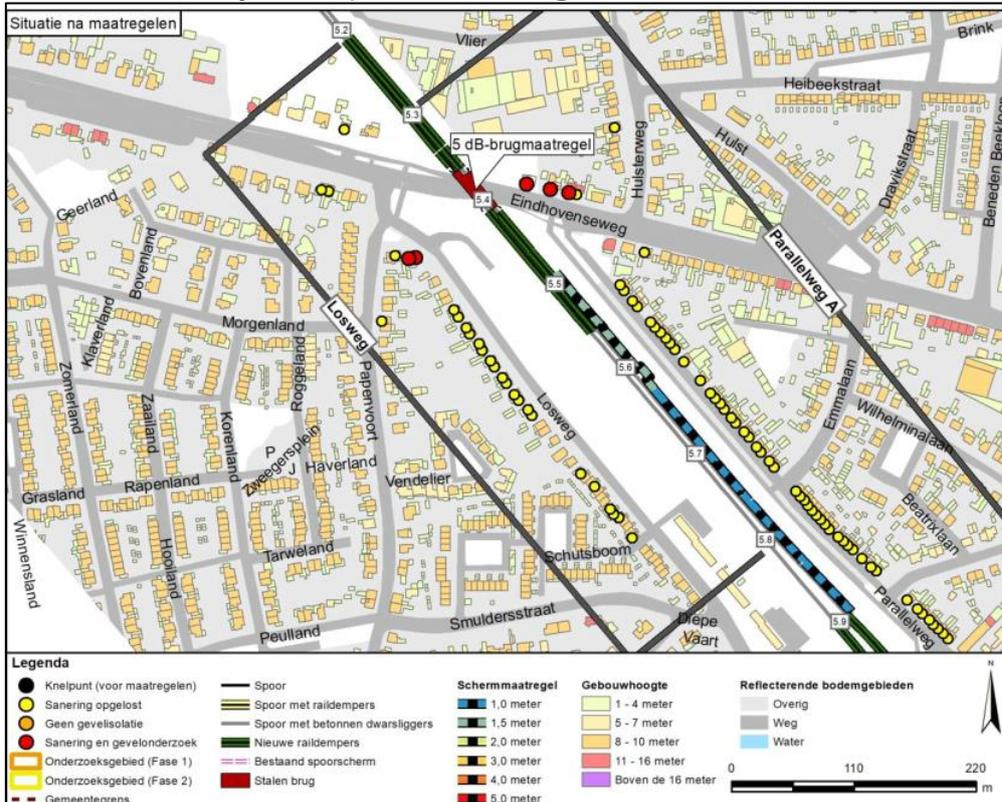 Situatie na maatregelen
5.2
Vlier
Brink
Heibeekstraat
5.3
Hulst
Hulsterweg
Dravikstraat
5 dB-brugmaatregel
5.4
Eindhovenseweg
Geerland
Bovenland
Klaverland
Parallelweg A
5.5
Losweg
Morgenland
Roggeland
Papenvoort
5.6
Zomerland
Zaailand
Korenland
Losweg
Emmalaan
Wilhelminalaan
P J Zweegersplein
Haverland
5.7
Grasland
Rapenland
Vendelier
Beatrixlaan
Winnensland
Hooiland
Tarweland
5.8
Schutsboom
Parallelweg
Smuldersstraat
Diepe Vaart
5.9
Peulland
Legenda
Knelpunt (voor maatregelen)
Sanering opgelost
Geen gevelisolatie
Sanering en gevelonderzoek
Onderzoeksgebied (Fase 1)
Onderzoeksgebied (Fase 2)
Gemeentegrens
Spoor
Spoor met raildempers
Spoor met betonnen dwarsliggers
Nieuwe raildempers
Bestaand spoorscherm
Stalen brug
Schermmaatregel
1,0 meter
1,5 meter
2,0 meter
3,0 meter
4,0 meter
5,0 meter
Gebouwhoogte
1 - 4 meter
5 - 7 meter
8 - 10 meter
11 - 16 meter
Boven de 16 meter
Reflecterende bodemgebieden
Overig
Weg
Water
N
0 110 220
m